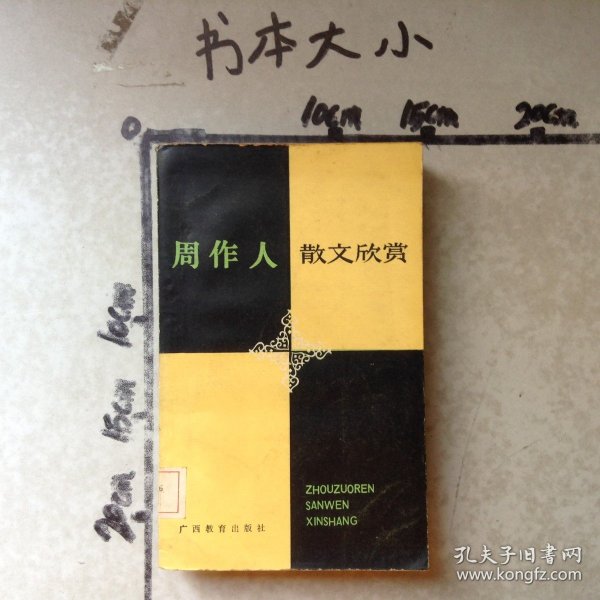 书本大小
0 10cm 15cm 20cm
10cm
15cm
20cm
周作人 散文欣赏
ZHOUZUOREN
SANWEN
XINSHANG
6
广西教育出版社
孔夫子旧书网
www.kongfz.com